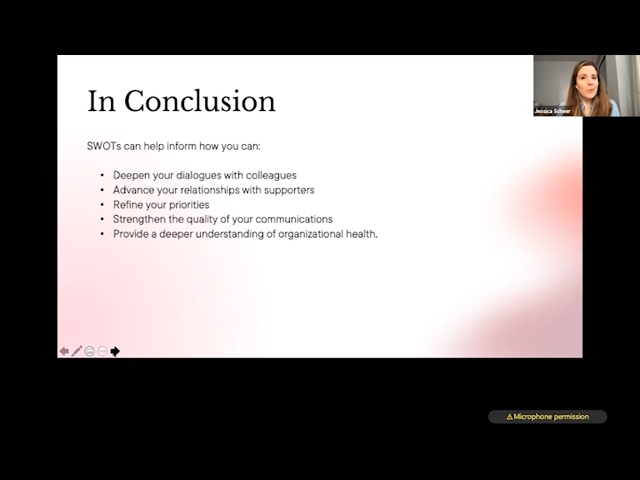 In Conclusion
Jessica Scheer
SWOTs can help inform how you can:
• Deepen your dialogues with colleagues
• Advance your relationships with supporters
• Refine your priorities
• Strengthen the quality of your communications
• Provide a deeper understanding of organizational health.
⚠Microphone permission